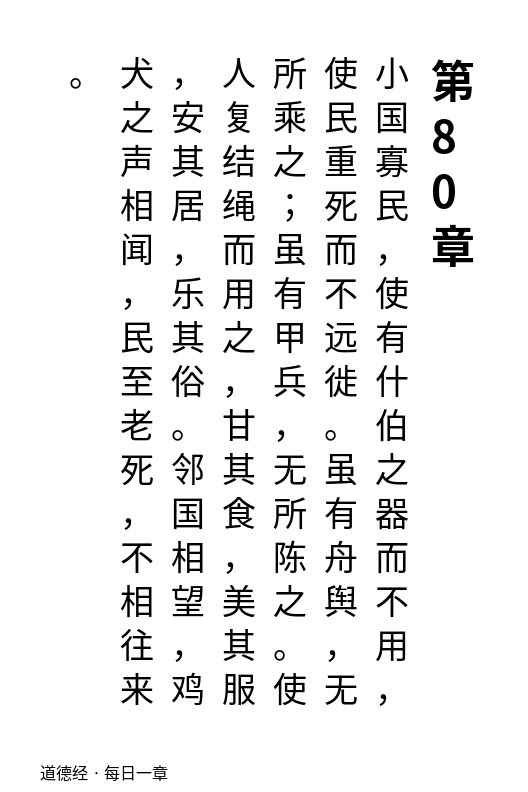 第80章
小国寡民，使有什伯之器而不用，
使民重死而不远徙。虽有舟舆，无
所乘之；虽有甲兵，无所陈之。使
人复结绳而用之，甘其食，美其服
，安其居，乐其俗。邻国相望，鸡
犬之声相闻，民至老死，不相往来
。
道德经 · 每日一章